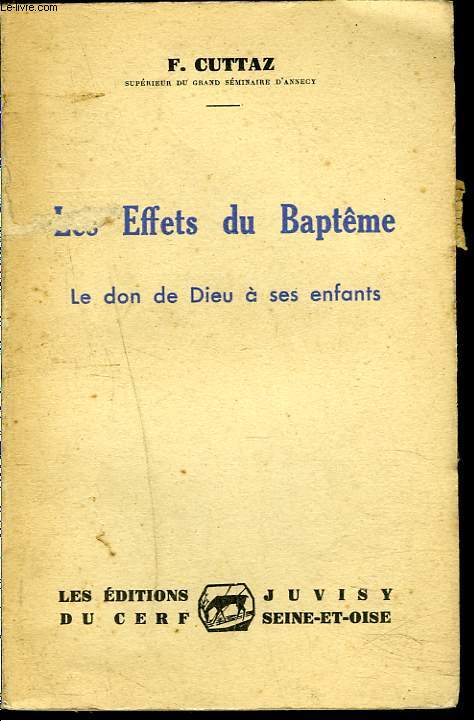 Le-livre.com
F. CUTTAZ
SUPÉRIEUR DU GRAND SÉMINAIRE D'ANNECY
Les Effets du Baptême
Le don de Dieu à ses enfants
LES ÉDITIONS JUVISY
DU CERF SEINE-ET-OISE